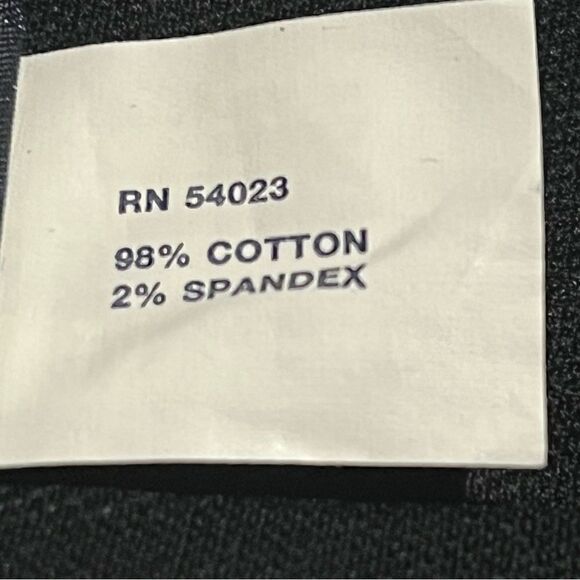 RN 54023
98% COTTON
2% SPANDEX